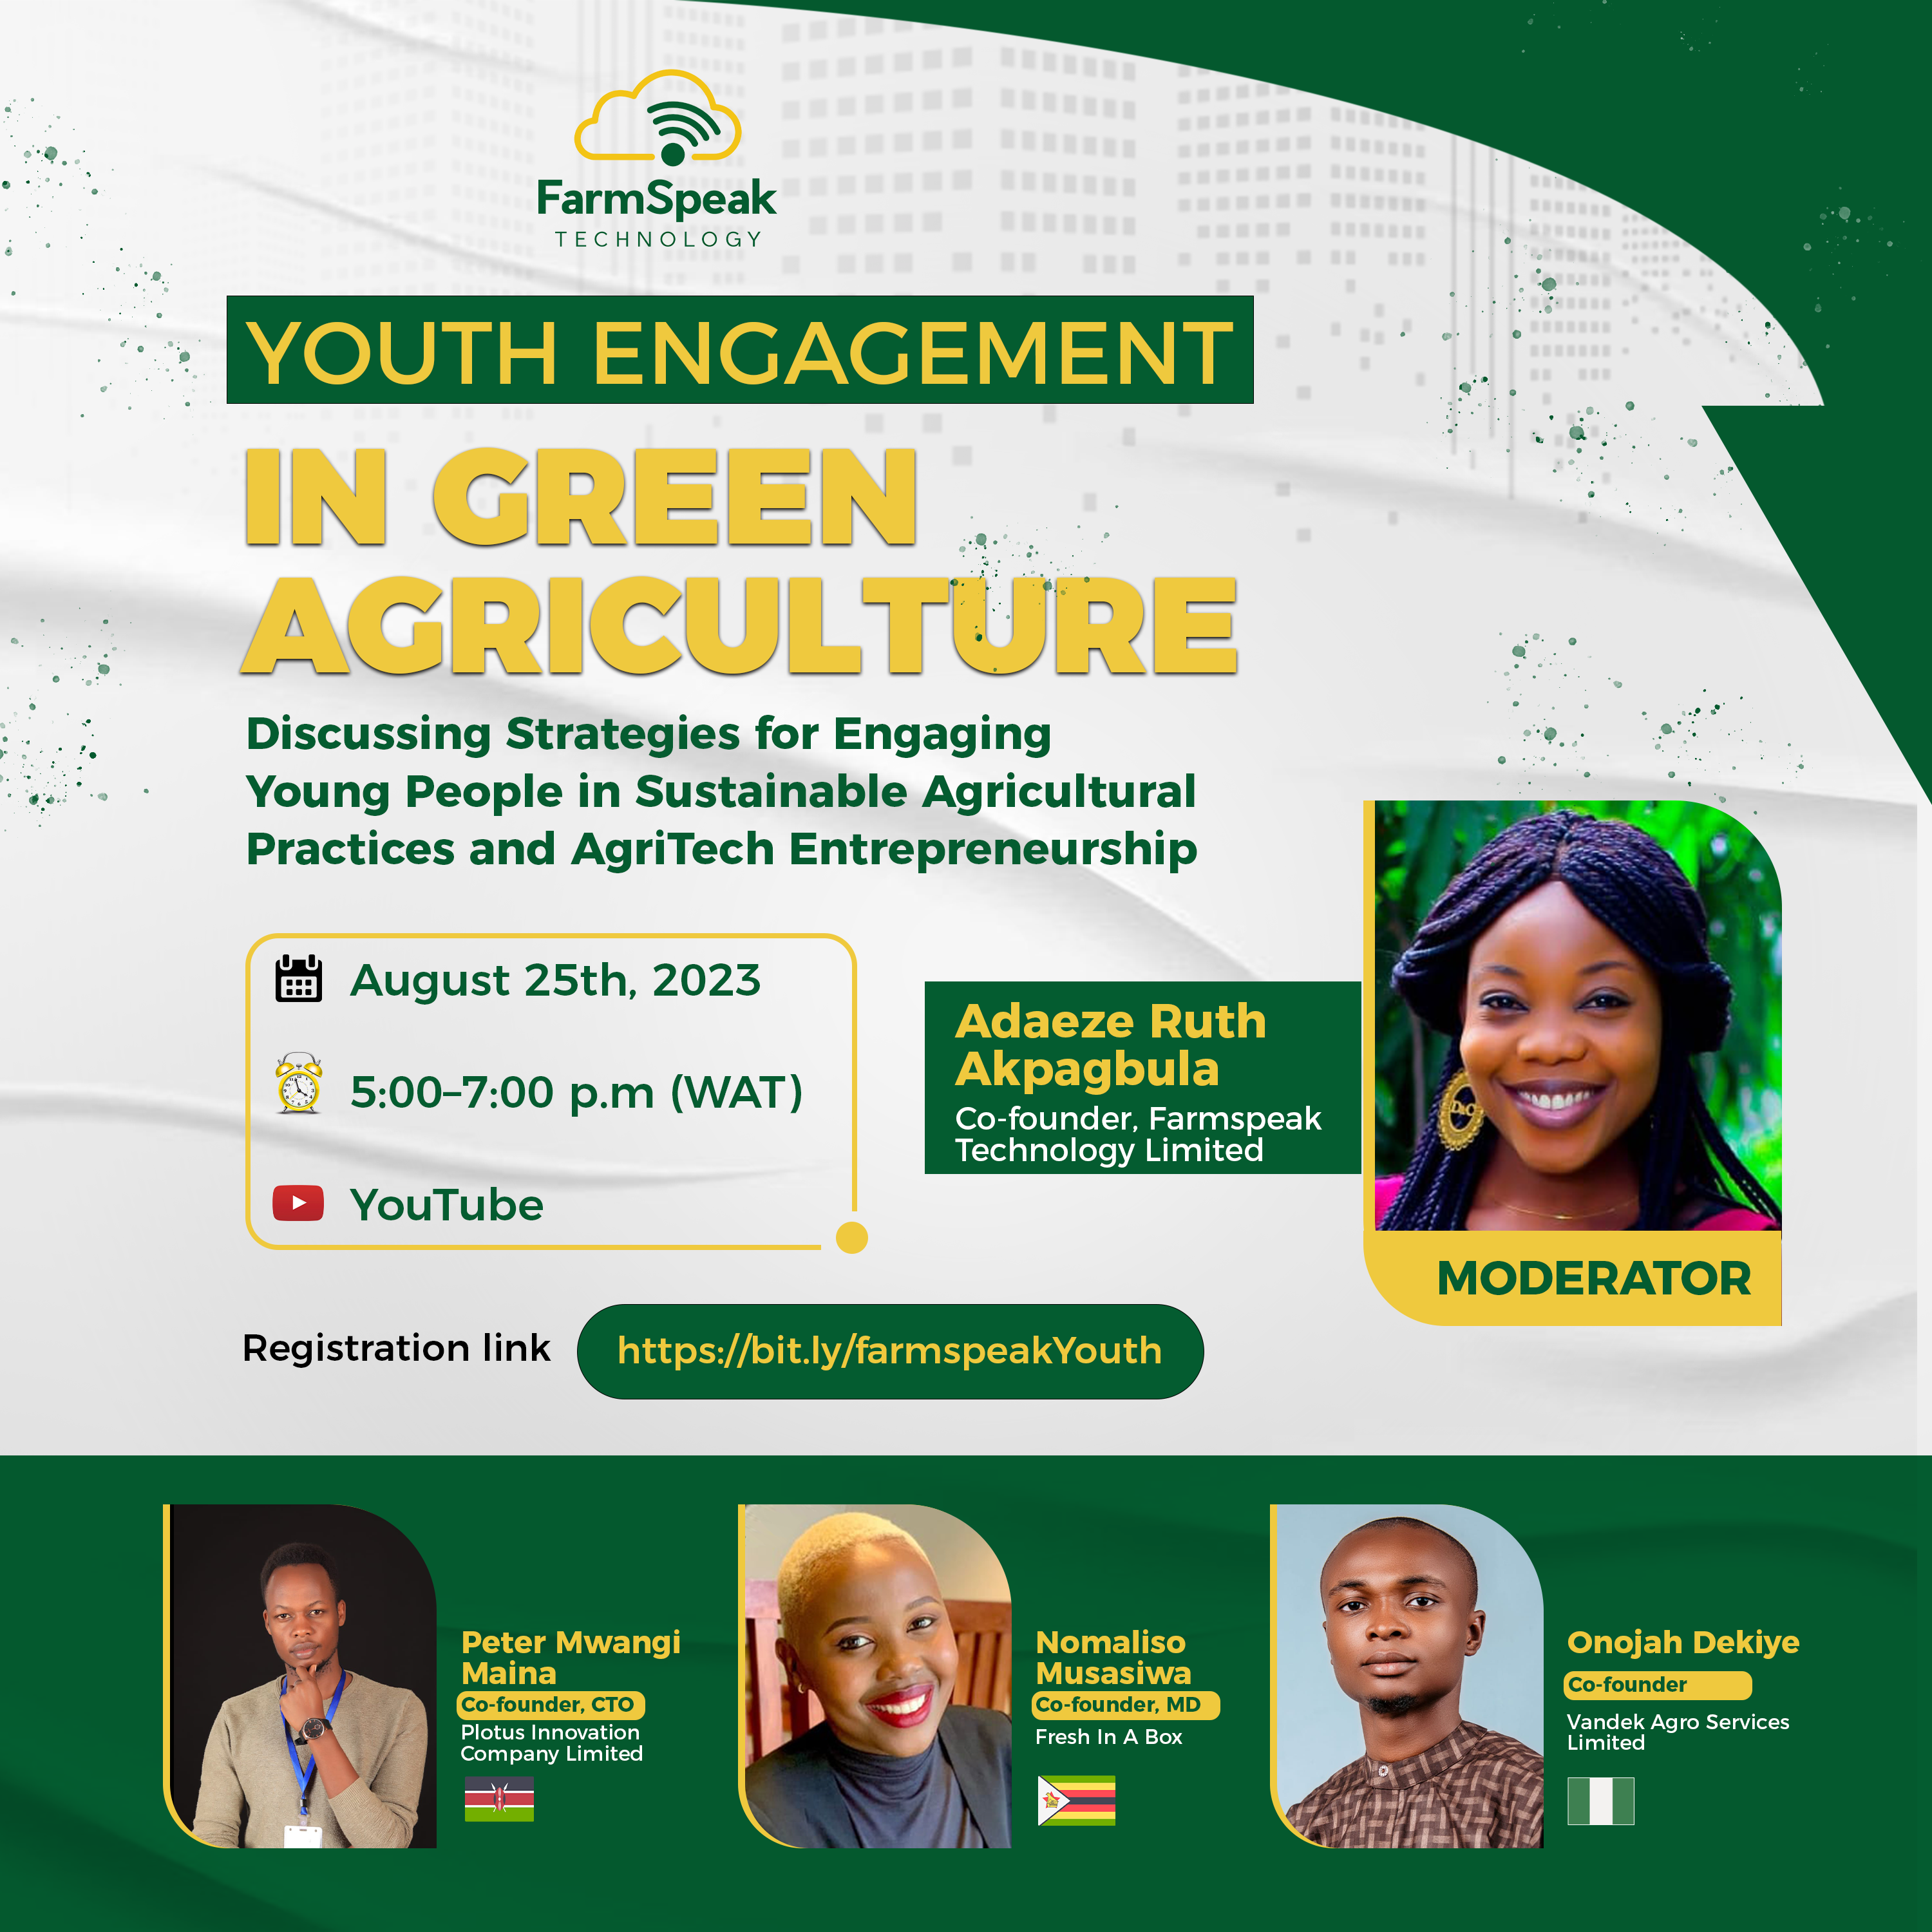 FarmSpeak
TECHNOLOGY
YOUTH ENGAGEMENT
IN GREEN
AGRICULTURE
Discussing Strategies for Engaging
Young People in Sustainable Agricultural
Practices and AgriTech Entrepreneurship
August 25th, 2023
5:00–7:00 p.m (WAT)
YouTube
Adaeze Ruth
Akpagbula
Co-founder, Farmspeak
Technology Limited
D&G
MODERATOR
Registration link
https://bit.ly/farmspeakYouth
Peter Mwangi
Maina
Co-founder, CTO
Plotus Innovation
Company Limited
Nomaliso
Musasiwa
Co-founder, MD
Fresh In A Box
Onojah Dekiye
Co-founder
Vandek Agro Services
Limited